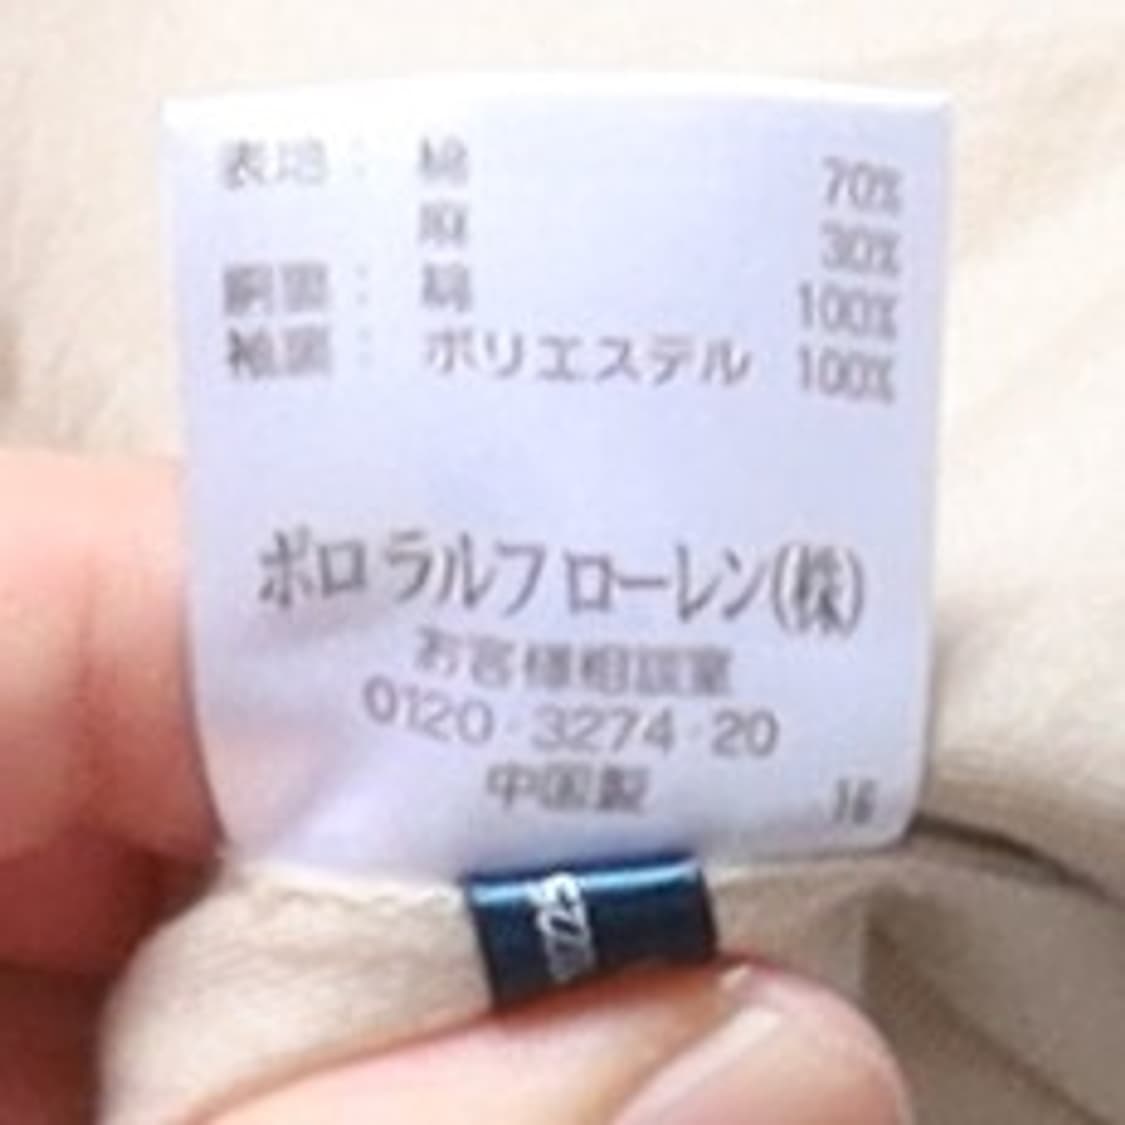 表地： 綿 70%
麻 30%
胴裏： 綿 100%
袖裏： ポリエステル 100%
ポロ ラルフ ローレン(株)
お客様相談室
0120-3274-20
中国製 16